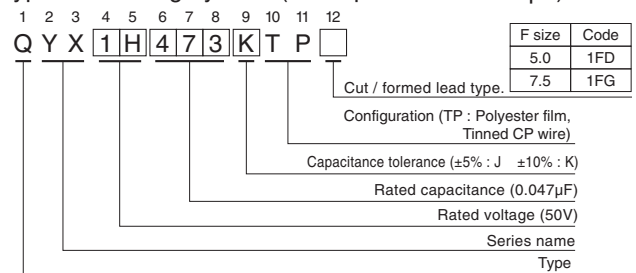 1 2 3 4 5 6 7 8 9 10 11 12
Q Y X 1 H 4 7 3 K T P
F size Code
5.0 1FD
7.5 1FG
Cut / formed lead type.
Configuration (TP : Polyester film,
Tinned CP wire)
Capacitance tolerance (±5% : J ±10% : K)
Rated capacitance (0.047µF)
Rated voltage (50V)
Series name
Type